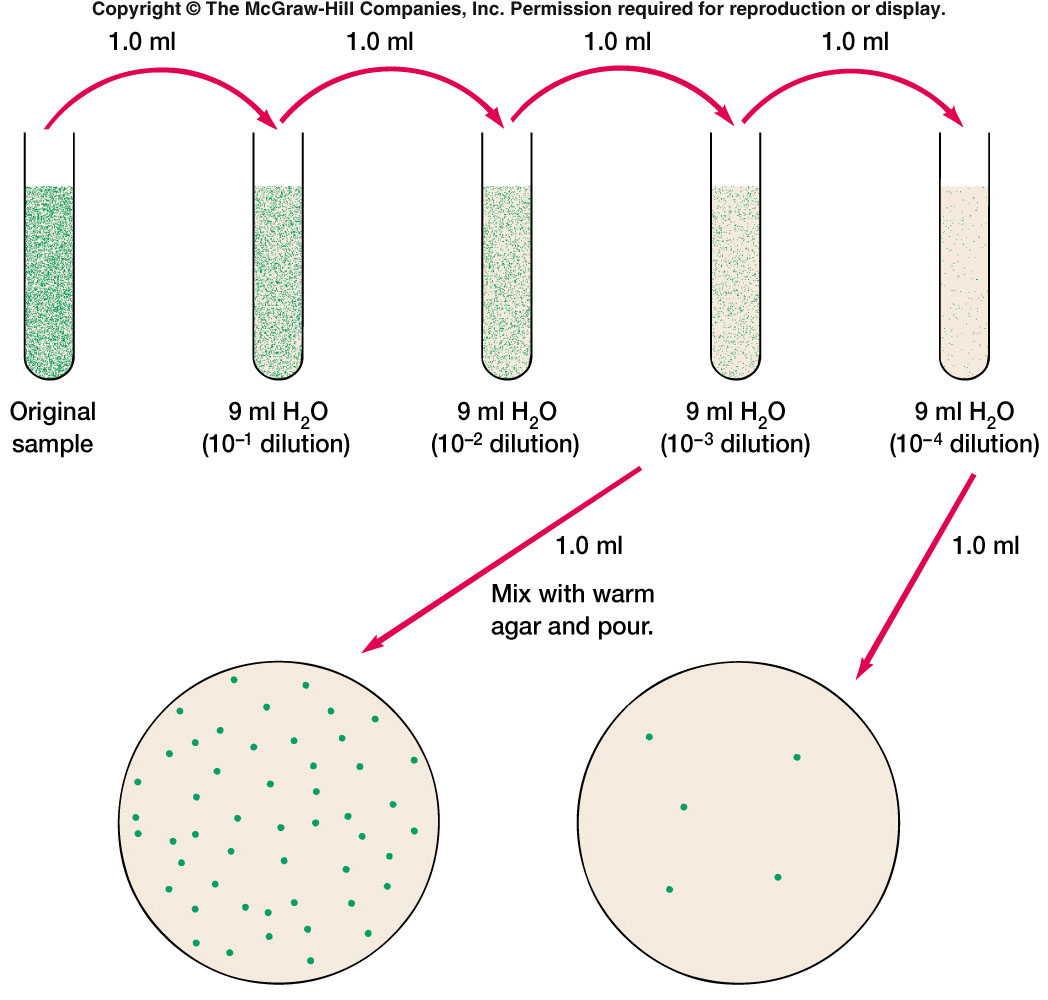 Copyright © The McGraw-Hill Companies, Inc. Permission required for reproduction or display.
1.0 ml
1.0 ml
1.0 ml
1.0 ml
Original
sample
9 ml H₂O
(10⁻¹ dilution)
9 ml H₂O
(10⁻² dilution)
9 ml H₂O
(10⁻³ dilution)
9 ml H₂O
(10⁻⁴ dilution)
1.0 ml
Mix with warm
agar and pour.
1.0 ml